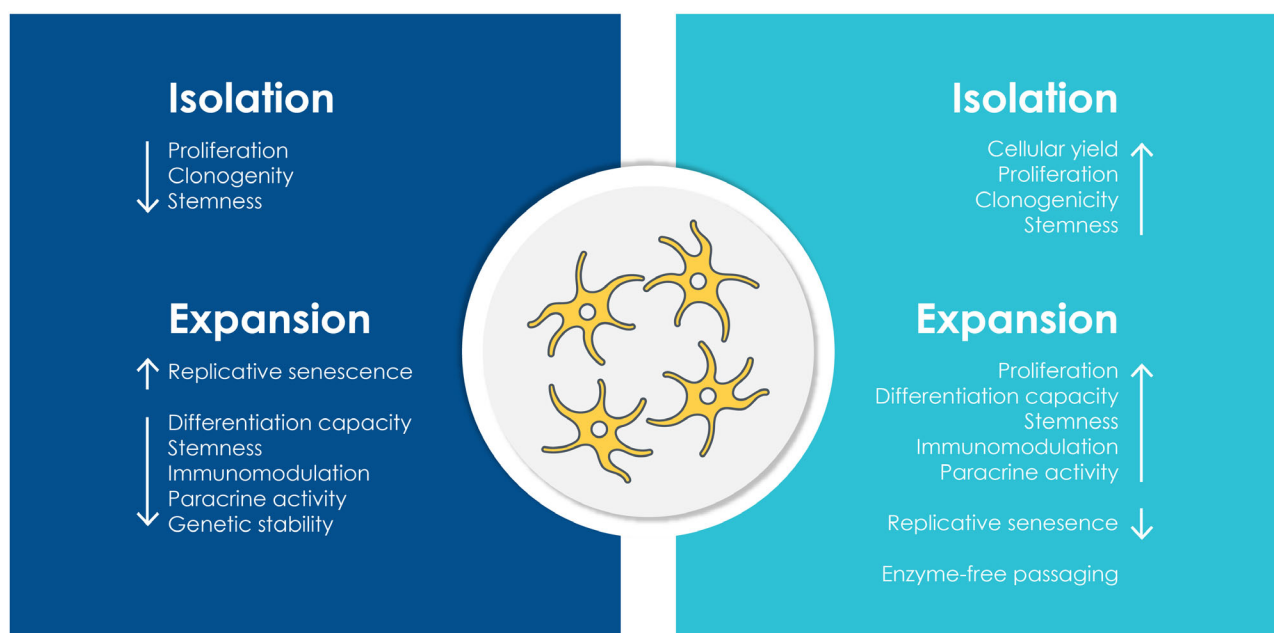 Isolation
Proliferation
Clonogenity
Stemness
Expansion
Replicative senescence
Differentiation capacity
Stemness
Immunomodulation
Paracrine activity
Genetic stability
Isolation
Cellular yield
Proliferation
Clonogenicity
Stemness
Expansion
Proliferation
Differentiation capacity
Stemness
Immunomodulation
Paracrine activity
Replicative senesence
Enzyme-free passaging